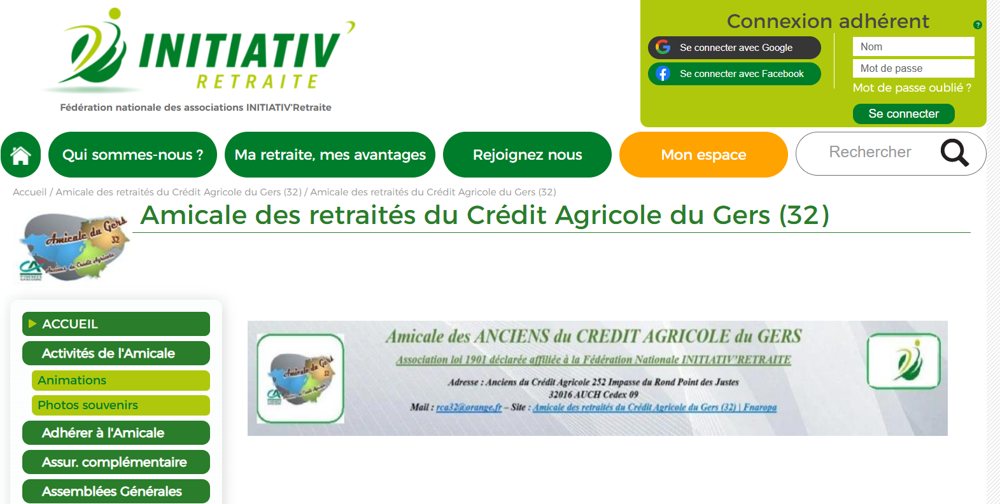 INITIATIV'
RETRAITE
Fédération nationale des associations INITIATIV'Retraite
Connexion adhérent
?
Se connecter avec Google
Se connecter avec Facebook
Nom
Mot de passe
Mot de passe oublié ?
Se connecter
Qui sommes-nous ?
Ma retraite, mes avantages
Rejoignez nous
Mon espace
Rechercher
Accueil / Amicale des retraités du Crédit Agricole du Gers (32) / Amicale des retraités du Crédit Agricole du Gers (32)
Amicale des retraités du Crédit Agricole du Gers (32)
Amicale du Gers
32
CA
Anciens du Crédit Agricole
PYRENEES
GASCOGNE
ACCUEIL
Activités de l'Amicale
Animations
Photos souvenirs
Adhérer à l'Amicale
Assur. complémentaire
Assemblées Générales
Amicale des ANCIENS du CREDIT AGRICOLE du GERS
Association loi 1901 déclarée affiliée à la Fédération Nationale INITIATIV'RETRAITE
Adresse : Anciens du Crédit Agricole 252 Impasse du Rond Point des Justes
32016 AUCH Cedex 09
Mail : rca32@orange.fr – Site : Amicale des retraités du Crédit Agricole du Gers (32) | Fnaropa
Amicale du Gers
32
CA